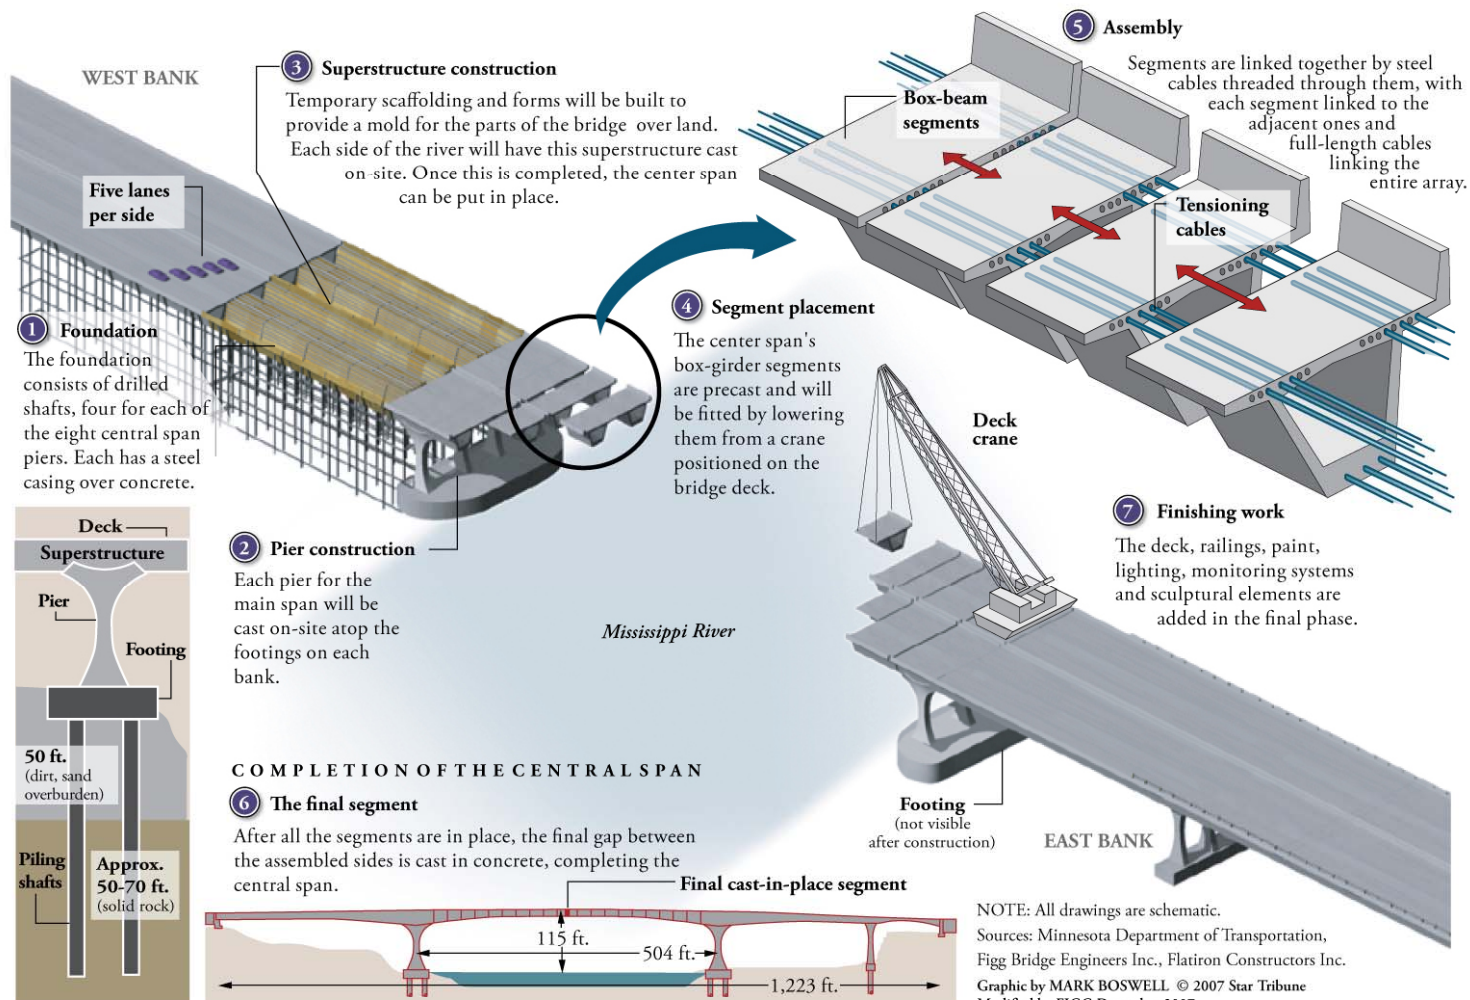 WEST BANK
Five lanes
per side
3 Superstructure construction
Temporary scaffolding and forms will be built to
provide a mold for the parts of the bridge over land.
Each side of the river will have this superstructure cast
on-site. Once this is completed, the center span
can be put in place.
5 Assembly
Segments are linked together by steel
cables threaded through them, with
each segment linked to the
adjacent ones and
full-length cables
linking the
entire array.
Box-beam
segments
Tensioning
cables
1 Foundation
The foundation
consists of drilled
shafts, four for each of
the eight central span
piers. Each has a steel
casing over concrete.
4 Segment placement
The center span's
box-girder segments
are precast and will
be fitted by lowering
them from a crane
positioned on the
bridge deck.
Deck
crane
7 Finishing work
The deck, railings, paint,
lighting, monitoring systems
and sculptural elements are
added in the final phase.
2 Pier construction
Each pier for the
main span will be
cast on-site atop the
footings on each
bank.
Mississippi River
Deck
Superstructure
Pier
Footing
50 ft.
(dirt, sand
overburden)
Piling
shafts
Approx.
50-70 ft.
(solid rock)
COMPLETION OF THE CENTRAL SPAN
6 The final segment
After all the segments are in place, the final gap between
the assembled sides is cast in concrete, completing the
central span.
Final cast-in-place segment
115 ft.
504 ft.
1,223 ft.
Footing
(not visible
after construction)
EAST BANK
NOTE: All drawings are schematic.
Sources: Minnesota Department of Transportation,
Figg Bridge Engineers Inc., Flatiron Constructors Inc.
Graphic by MARK BOSWELL © 2007 Star Tribune